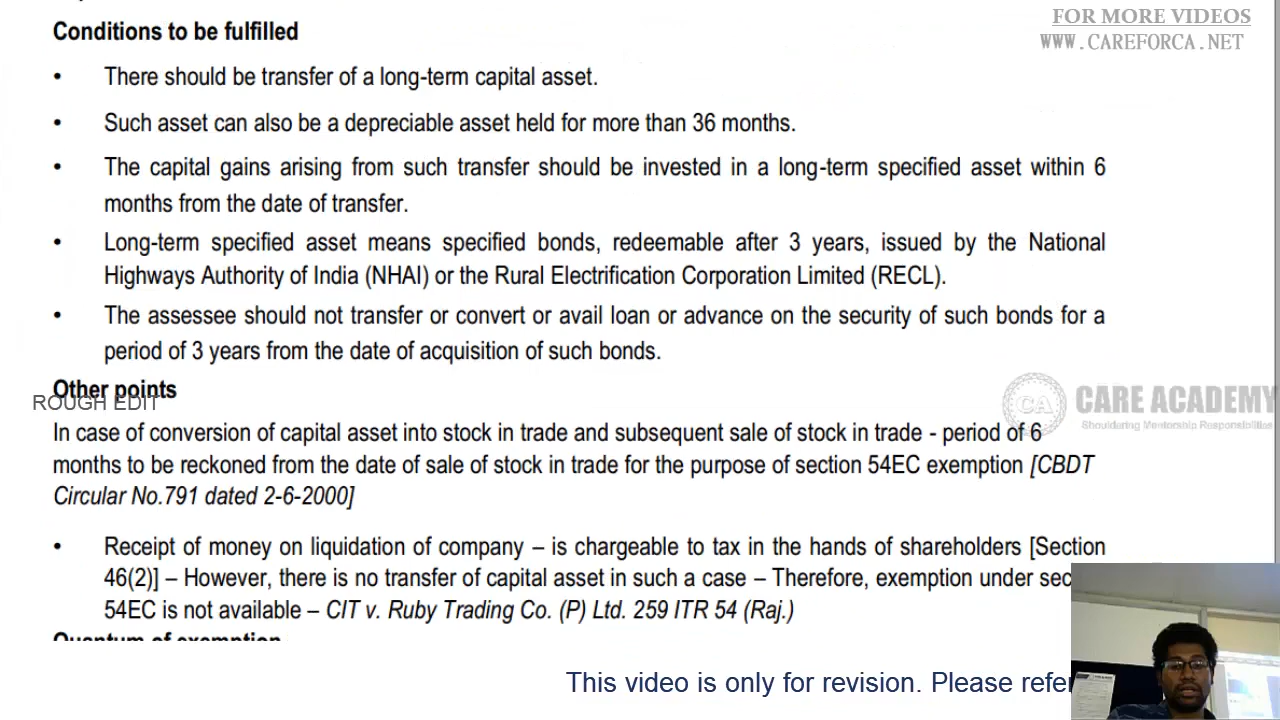 FOR MORE VIDEOS
WWW.CAREFORCA.NET
Conditions to be fulfilled
• There should be transfer of a long-term capital asset.
• Such asset can also be a depreciable asset held for more than 36 months.
• The capital gains arising from such transfer should be invested in a long-term specified asset within 6
months from the date of transfer.
• Long-term specified asset means specified bonds, redeemable after 3 years, issued by the National
Highways Authority of India (NHAI) or the Rural Electrification Corporation Limited (RECL).
• The assessee should not transfer or convert or avail loan or advance on the security of such bonds for a
period of 3 years from the date of acquisition of such bonds.
Other points
ROUGH EDIT
CA
CARE ACADEMY
Shouldering Mentorship Responsibilities
In case of conversion of capital asset into stock in trade and subsequent sale of stock in trade - period of 6
months to be reckoned from the date of sale of stock in trade for the purpose of section 54EC exemption [CBDT
Circular No.791 dated 2-6-2000]
• Receipt of money on liquidation of company – is chargeable to tax in the hands of shareholders [Section
46(2)] – However, there is no transfer of capital asset in such a case – Therefore, exemption under sec
54EC is not available – CIT v. Ruby Trading Co. (P) Ltd. 259 ITR 54 (Raj.)
Quantum of exemption
This video is only for revision. Please refer